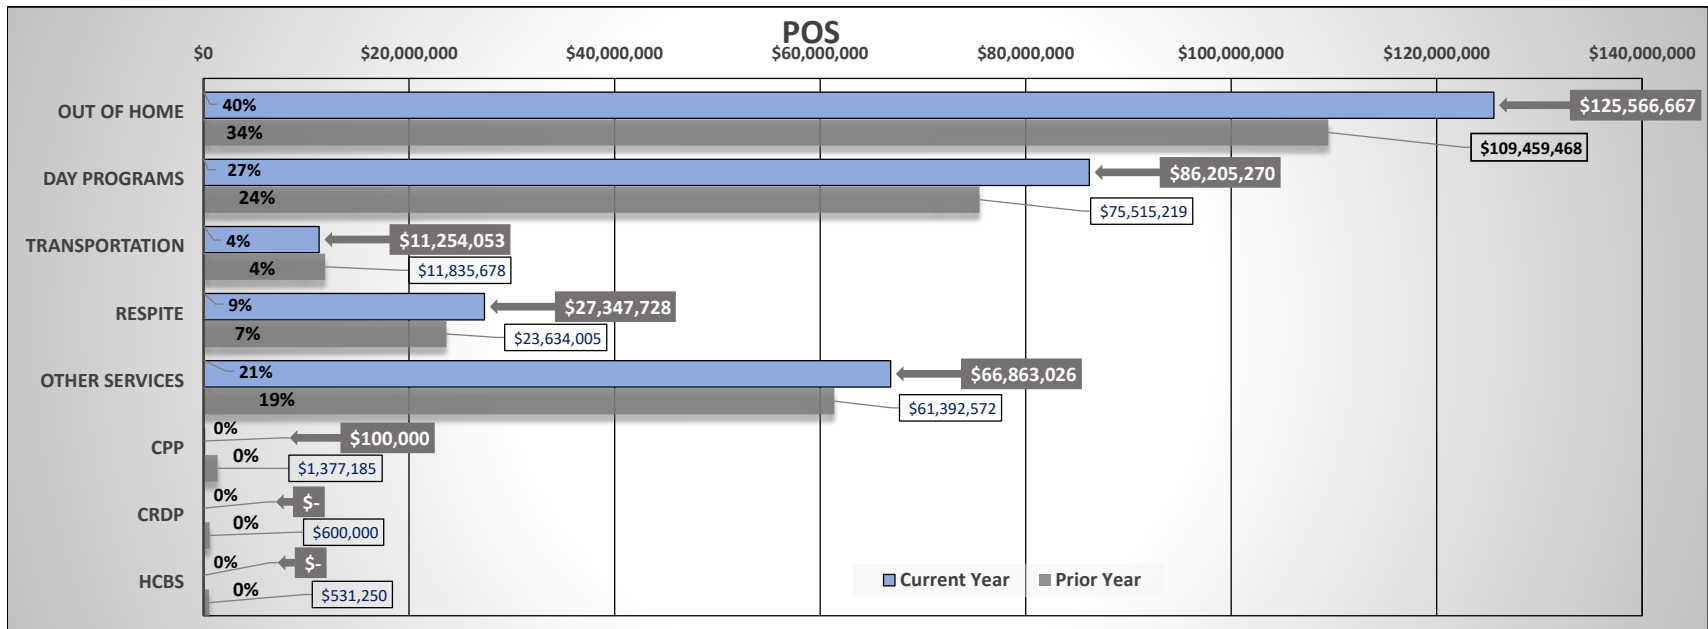 POS
$0 $20,000,000 $40,000,000 $60,000,000 $80,000,000 $100,000,000 $120,000,000 $140,000,000
OUT OF HOME
40%
$125,566,667
34%
$109,459,468
DAY PROGRAMS
27%
$86,205,270
24%
$75,515,219
TRANSPORTATION
4%
$11,254,053
4%
$11,835,678
RESPITE
9%
$27,347,728
7%
$23,634,005
OTHER SERVICES
21%
$66,863,026
19%
$61,392,572
CPP
0%
$100,000
0%
$1,377,185
CRDP
0%
$-
0%
$600,000
HCBS
0%
$-
0%
$531,250
Current Year Prior Year